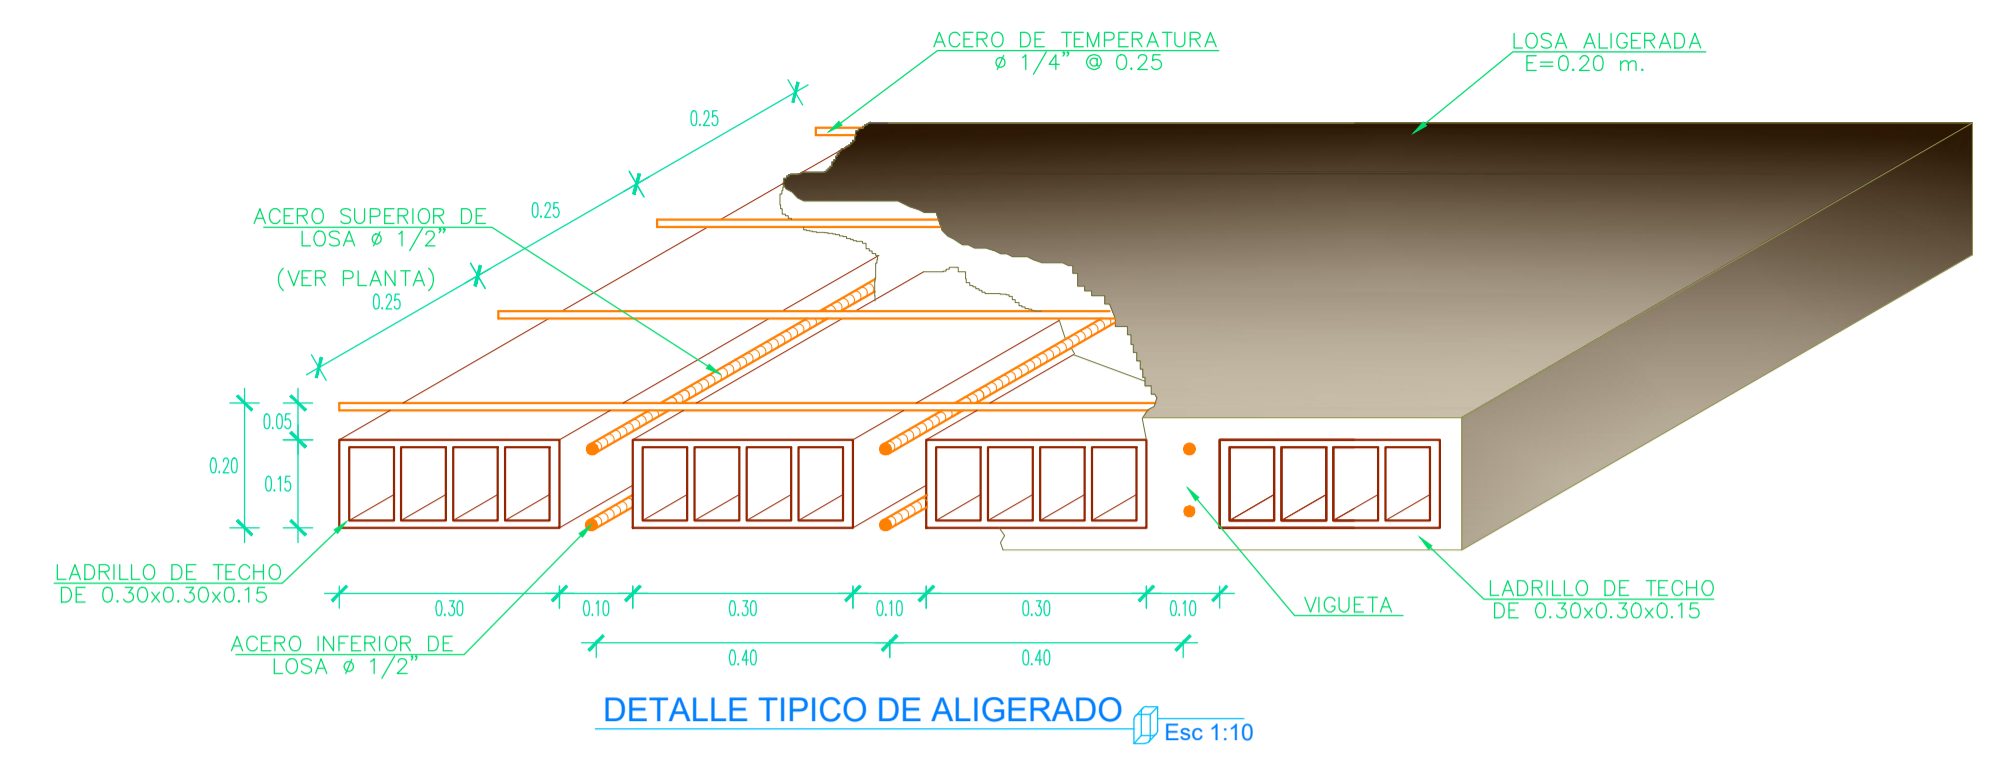 ACERO DE TEMPERATURA
ø 1/4" @ 0.25
LOSA ALIGERADA
E=0.20 m.
0.25
0.25
ACERO SUPERIOR DE
LOSA ø 1/2"
(VER PLANTA)
0.25
0.05
0.20
0.15
LADRILLO DE TECHO
DE 0.30x0.30x0.15
0.30
0.10
0.30
0.10
0.30
0.10
VIGUETA
LADRILLO DE TECHO
DE 0.30x0.30x0.15
ACERO INFERIOR DE
LOSA ø 1/2"
0.40
0.40
DETALLE TIPICO DE ALIGERADO
Esc 1:10